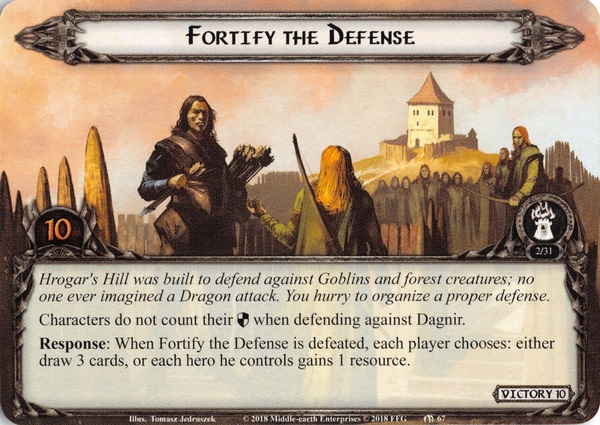 Fortify the Defense
10
2/31
Hrogar's Hill was built to defend against Goblins and forest creatures; no
one ever imagined a Dragon attack. You hurry to organize a proper defense.
Characters do not count their when defending against Dagnir.
Response: When Fortify the Defense is defeated, each player chooses: either
draw 3 cards, or each hero he controls gains 1 resource.
VICTORY 10
Illus. Tomasz Jedruszek © 2018 Middle-earth Enterprises © 2018 FFG 67